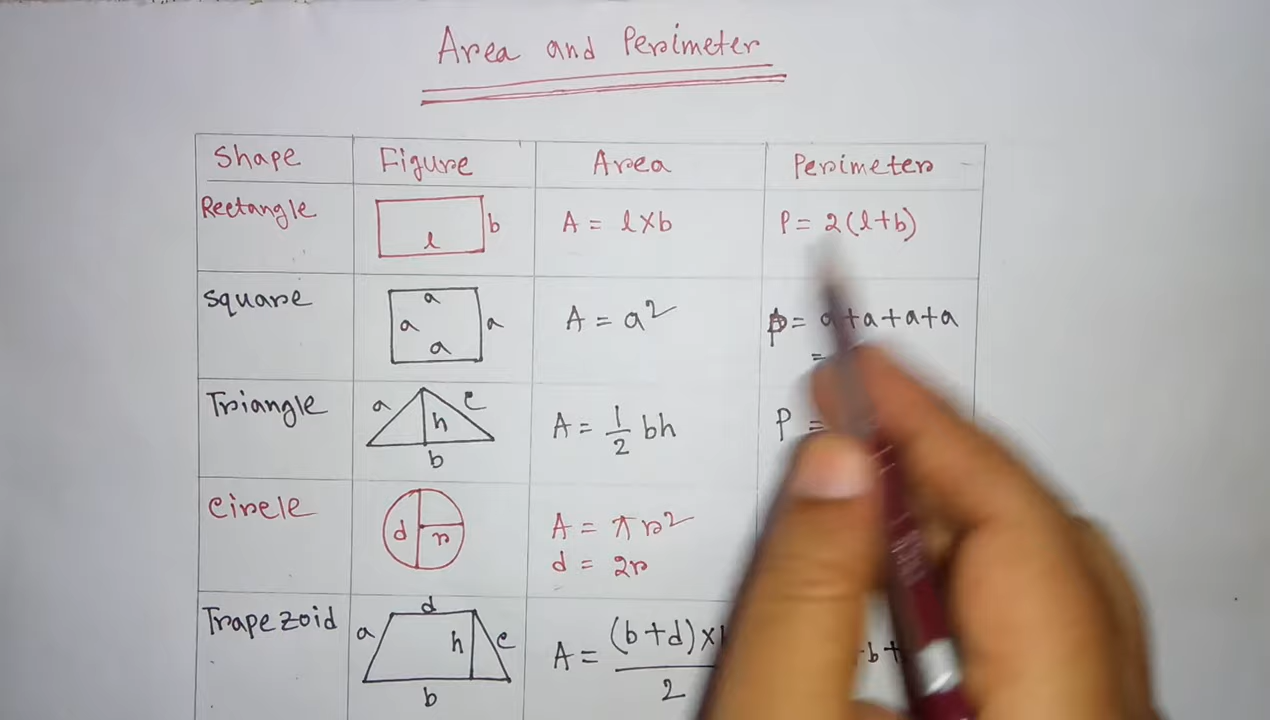 Area and Perimeter
Shape Figure Area Perimeter
Rectangle l b A = l×b P = 2(l+b)
Square a a a a A = a² P = a+a+a+a
=
Triangle a c h b A = 1/2 bh P =
Circle d r A = πr²
d = 2r
Trapezoid d a h c b A = (b+d)× / 2 b+